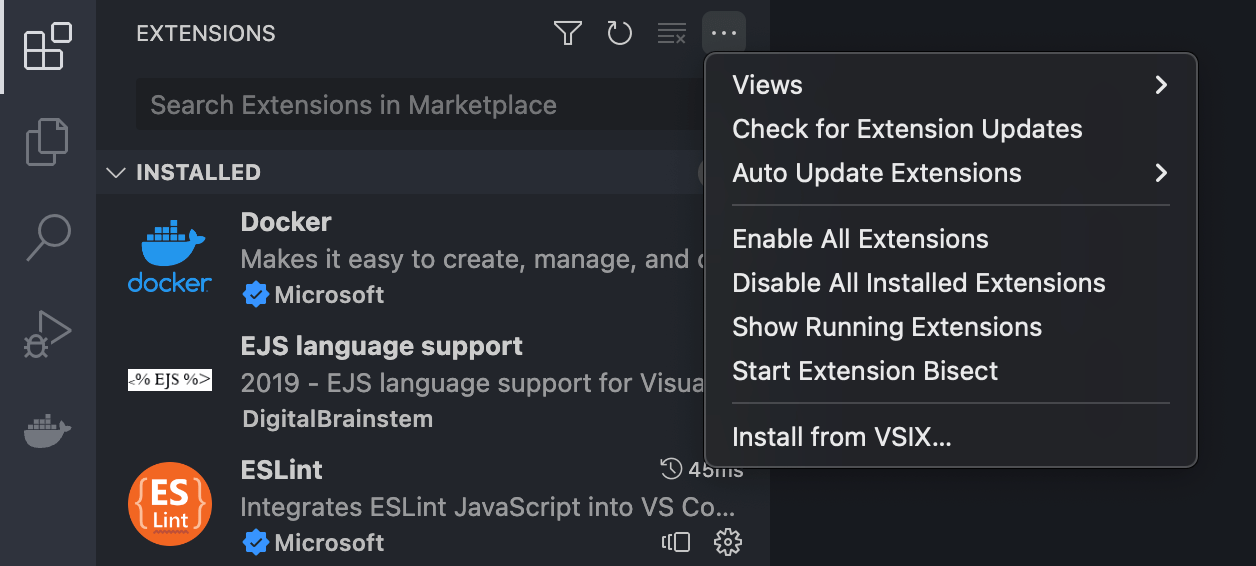 EXTENSIONS
Search Extensions in Marketplace
Views
Check for Extension Updates
Auto Update Extensions
Enable All Extensions
Disable All Installed Extensions
Show Running Extensions
Start Extension Bisect
Install from VSIX...
INSTALLED
docker
Docker
Makes it easy to create, manage, and
Microsoft
<% EJS %>
EJS language support
2019 - EJS language support for Visua
DigitalBrainstem
{ES Lint}
ESLint
45ms
Integrates ESLint JavaScript into VS Co...
Microsoft